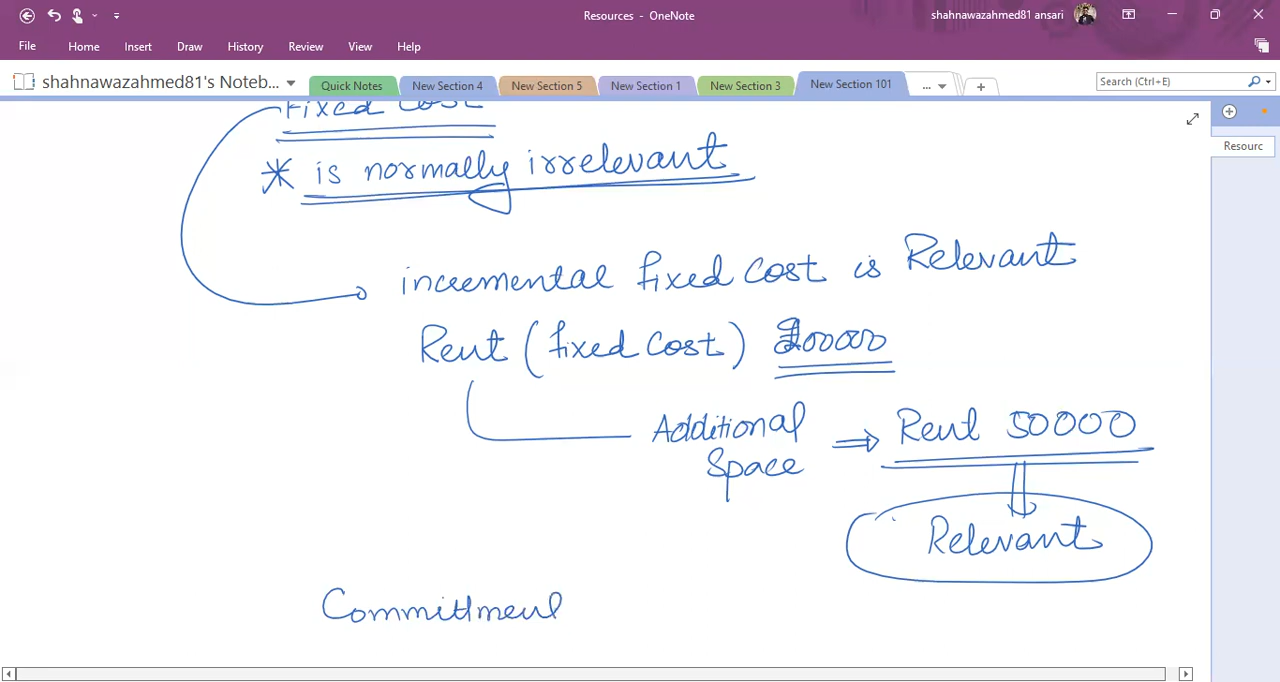 Resources - OneNote
shahnawazahmed81 ansari
File Home Insert Draw History Review View Help
shahnawazahmed81's Noteb...
Quick Notes New Section 4 New Section 5 New Section 1 New Section 3 New Section 101 ...
Search (Ctrl+E)
Resourc
Fixed Cost
* is normally irrelevant
incremental fixed cost is Relevant
Rent (fixed cost)
Additional Space ⇒ Rent 50000
Relevant
Committment